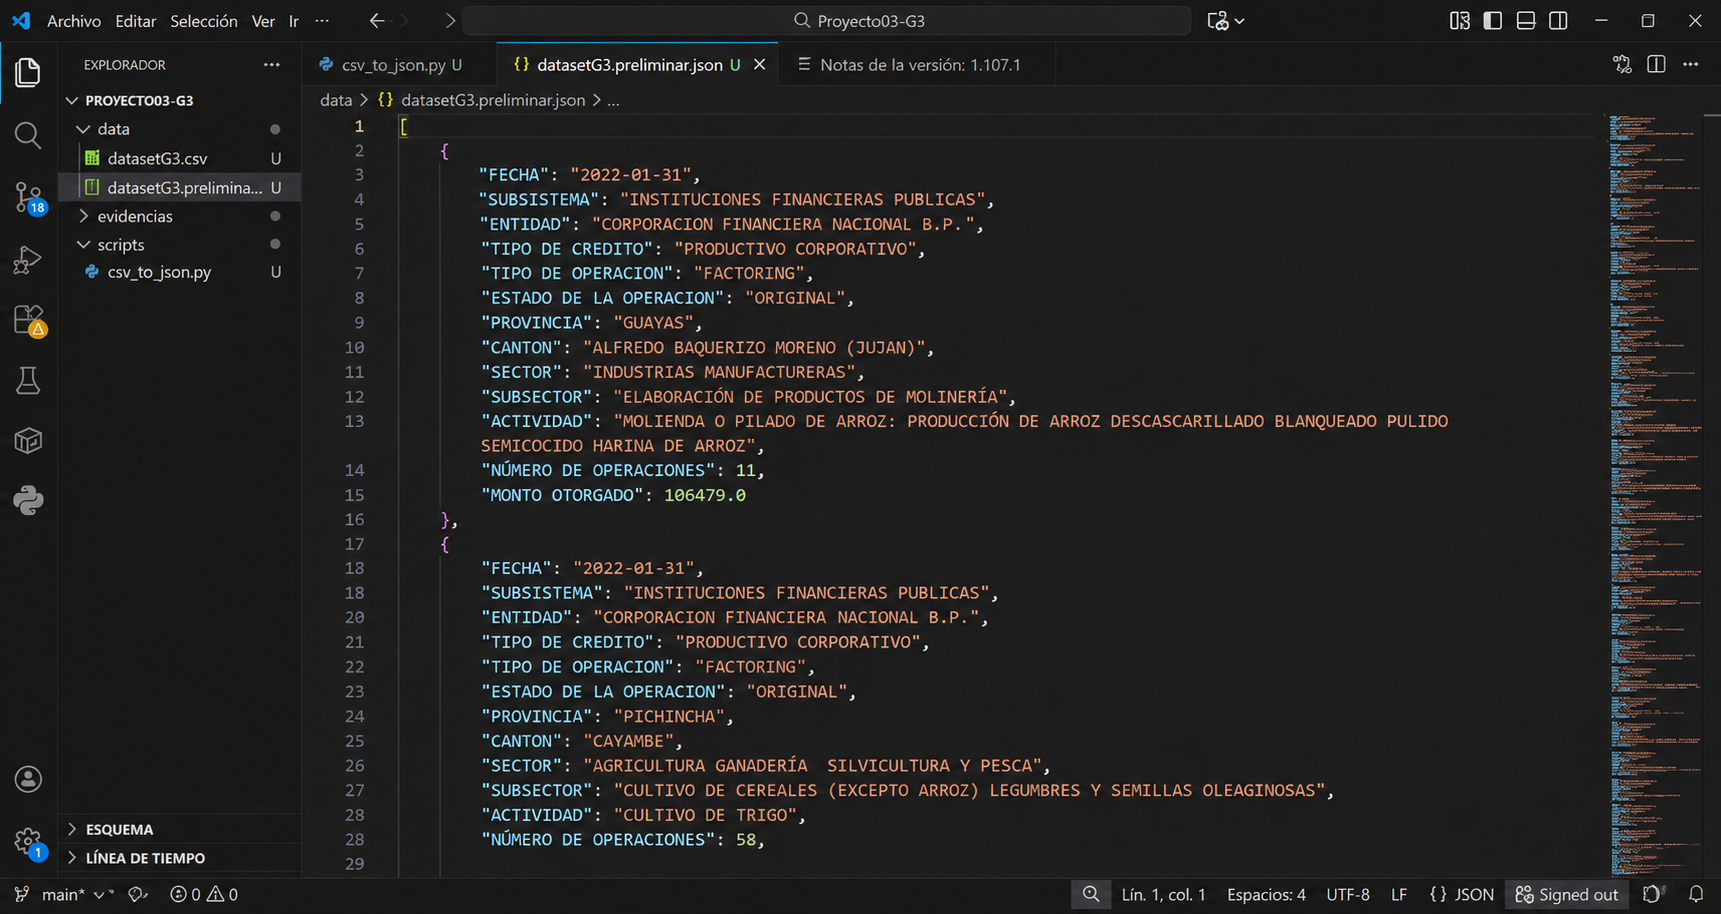 Archivo Editar Selección Ver Ir ··· Proyecto03-G3
EXPLORADOR ···
PROYECTO03-G3
data
datasetG3.csv U
datasetG3.prelimina... U
evidencias
scripts
csv_to_json.py U
18
1
ESQUEMA
LÍNEA DE TIEMPO
csv_to_json.py U
{} datasetG3.preliminar.json U
Notas de la versión: 1.107.1
data > {} datasetG3.preliminar.json > ...
1 [
2 {
3 "FECHA": "2022-01-31",
4 "SUBSISTEMA": "INSTITUCIONES FINANCIERAS PUBLICAS",
5 "ENTIDAD": "CORPORACION FINANCIERA NACIONAL B.P.",
6 "TIPO DE CREDITO": "PRODUCTIVO CORPORATIVO",
7 "TIPO DE OPERACION": "FACTORING",
8 "ESTADO DE LA OPERACION": "ORIGINAL",
9 "PROVINCIA": "GUAYAS",
10 "CANTON": "ALFREDO BAQUERIZO MORENO (JUJAN)",
11 "SECTOR": "INDUSTRIAS MANUFACTURERAS",
12 "SUBSECTOR": "ELABORACIÓN DE PRODUCTOS DE MOLINERÍA",
13 "ACTIVIDAD": "MOLIENDA O PILADO DE ARROZ: PRODUCCIÓN DE ARROZ DESCASCARILLADO BLANQUEADO PULIDO
SEMICOCIDO HARINA DE ARROZ",
14 "NÚMERO DE OPERACIONES": 11,
15 "MONTO OTORGADO": 106479.0
16 },
17 {
18 "FECHA": "2022-01-31",
18 "SUBSISTEMA": "INSTITUCIONES FINANCIERAS PUBLICAS",
20 "ENTIDAD": "CORPORACION FINANCIERA NACIONAL B.P.",
21 "TIPO DE CREDITO": "PRODUCTIVO CORPORATIVO",
22 "TIPO DE OPERACION": "FACTORING",
23 "ESTADO DE LA OPERACION": "ORIGINAL",
24 "PROVINCIA": "PICHINCHA",
25 "CANTON": "CAYAMBE",
26 "SECTOR": "AGRICULTURA GANADERÍA  SILVICULTURA Y PESCA",
27 "SUBSECTOR": "CULTIVO DE CEREALES (EXCEPTO ARROZ) LEGUMBRES Y SEMILLAS OLEAGINOSAS",
28 "ACTIVIDAD": "CULTIVO DE TRIGO",
28 "NÚMERO DE OPERACIONES": 58,
29
main* 0 0 Lín. 1, col. 1 Espacios: 4 UTF-8 LF {} JSON Signed out